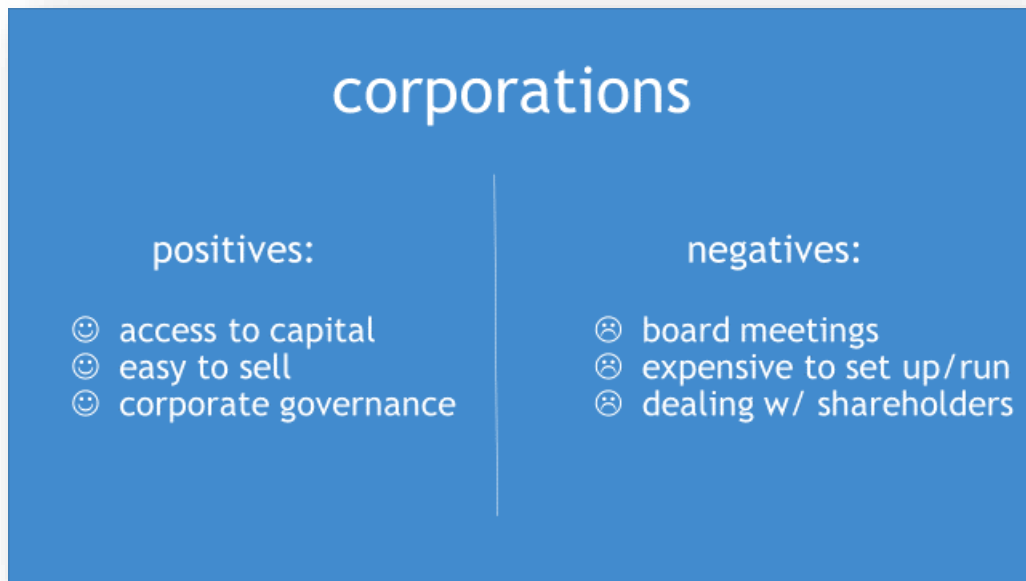 corporations
positives:
☺ access to capital
☺ easy to sell
☺ corporate governance
negatives:
☹ board meetings
☹ expensive to set up/run
☹ dealing w/ shareholders